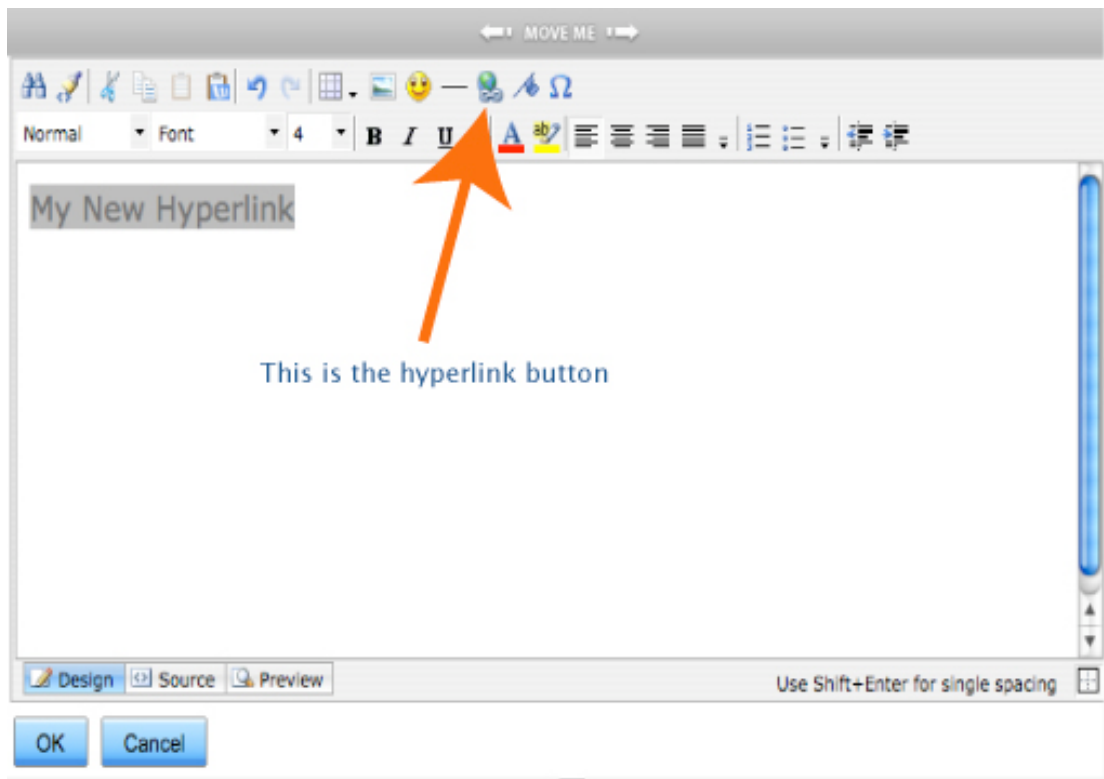 MOVE ME
Normal Font 4 B I U A ab
My New Hyperlink
This is the hyperlink button
Design Source Preview
Use Shift+Enter for single spacing
OK Cancel